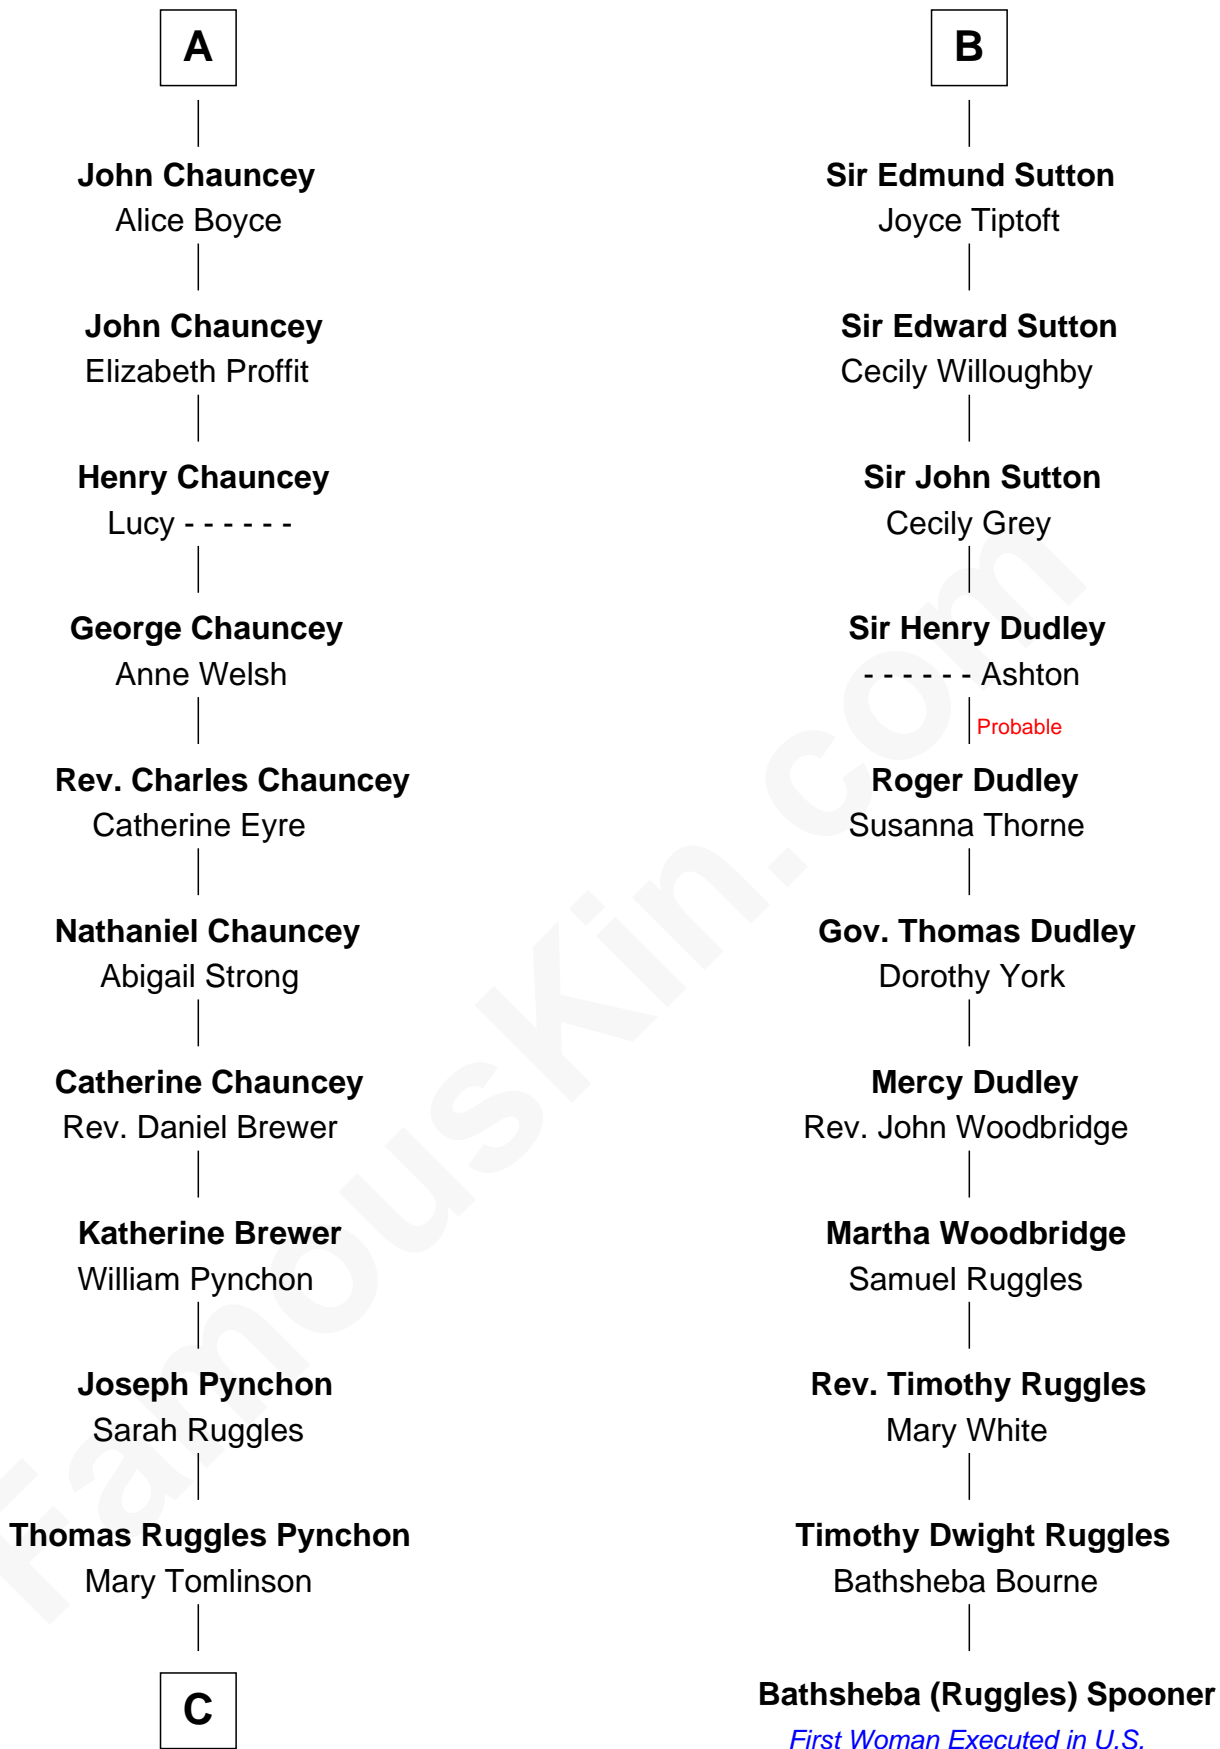 A
John Chauncey
Alice Boyce
John Chauncey
Elizabeth Proffit
Henry Chauncey
Lucy - - - - - -
George Chauncey
Anne Welsh
Rev. Charles Chauncey
Catherine Eyre
Nathaniel Chauncey
Abigail Strong
Catherine Chauncey
Rev. Daniel Brewer
Katherine Brewer
William Pynchon
Joseph Pynchon
Sarah Ruggles
Thomas Ruggles Pynchon
Mary Tomlinson
C
B
Sir Edmund Sutton
Joyce Tiptoft
Sir Edward Sutton
Cecily Willoughby
Sir John Sutton
Cecily Grey
Sir Henry Dudley
- - - - - - Ashton
Probable
Roger Dudley
Susanna Thorne
Gov. Thomas Dudley
Dorothy York
Mercy Dudley
Rev. John Woodbridge
Martha Woodbridge
Samuel Ruggles
Rev. Timothy Ruggles
Mary White
Timothy Dwight Ruggles
Bathsheba Bourne
Bathsheba (Ruggles) Spooner
First Woman Executed in U.S.
FamousKin.com